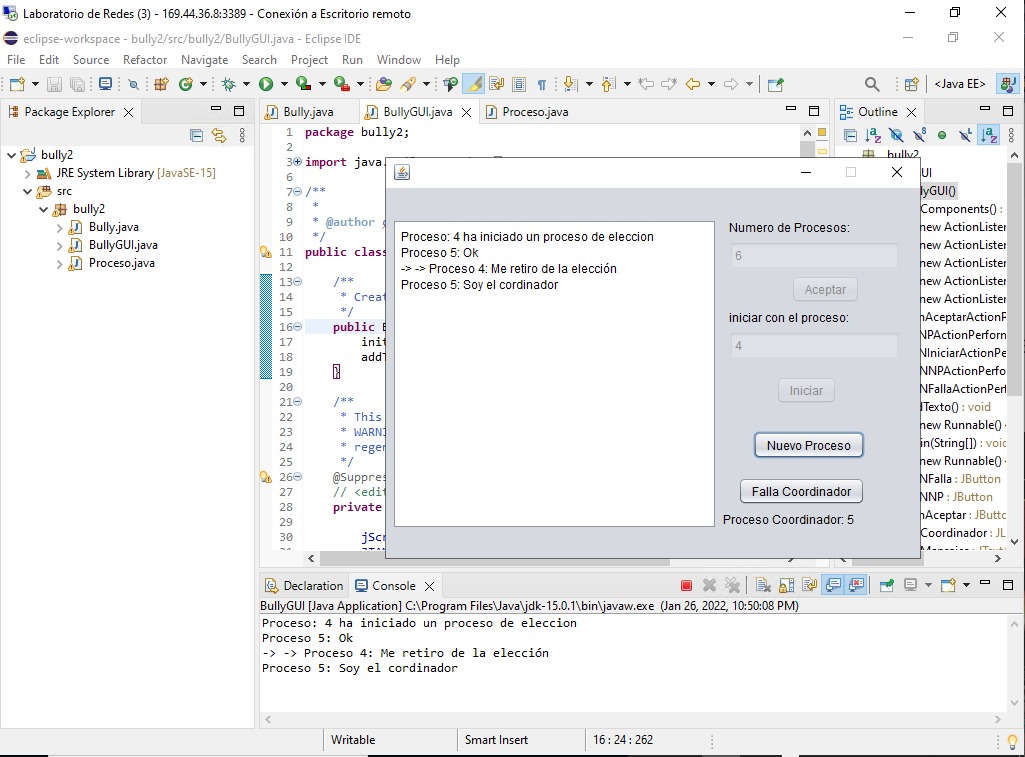 Laboratorio de Redes (3) - 169.44.36.8:3389 - Conexión a Escritorio remoto
eclipse-workspace - bully2/src/bully2/BullyGUI.java - Eclipse IDE
File Edit Source Refactor Navigate Search Project Run Window Help
<Java EE>
Package Explorer
bully2
JRE System Library [JavaSE-15]
src
bully2
Bully.java
BullyGUI.java
Proceso.java
Bully.java BullyGUI.java Proceso.java
1 package bully2;
2
3 import java.
6
7 /**
8 *
9 * @author
10 */
11 public class
12
13 /**
14 * Creat
15 */
16 public B
17 init
18 addT
19 }
20
21 /**
22 * This
23 * WARNI
24 * reger
25 */
26 @Suppres
27 // <edit
28 private
29
30 jScr
31
Proceso: 4 ha iniciado un proceso de eleccion
Proceso 5: Ok
-> -> Proceso 4: Me retiro de la elección
Proceso 5: Soy el cordinador
Numero de Procesos:
6
Aceptar
iniciar con el proceso:
4
Iniciar
Nuevo Proceso
Falla Coordinador
Proceso Coordinador: 5
Outline
bully2
UI
lyGUI()
Components() :
new ActionListen
new ActionListen
new ActionListen
new ActionListen
new ActionListen
nAceptarActionP
NPActionPerform
NIniciarActionPe
NNPActionPerfo
NFallaActionPerf
lTexto() : void
new Runnable()
in(String[]) : void
new Runnable()
NFalla : JButton
NNP : JButton
nAceptar : JButto
Coordinador : JL
Declaration Console
BullyGUI [Java Application] C:\Program Files\Java\jdk-15.0.1\bin\javaw.exe (Jan 26, 2022, 10:50:08 PM)
Proceso: 4 ha iniciado un proceso de eleccion
Proceso 5: Ok
-> -> Proceso 4: Me retiro de la elección
Proceso 5: Soy el cordinador
Writable Smart Insert 16 : 24 : 262